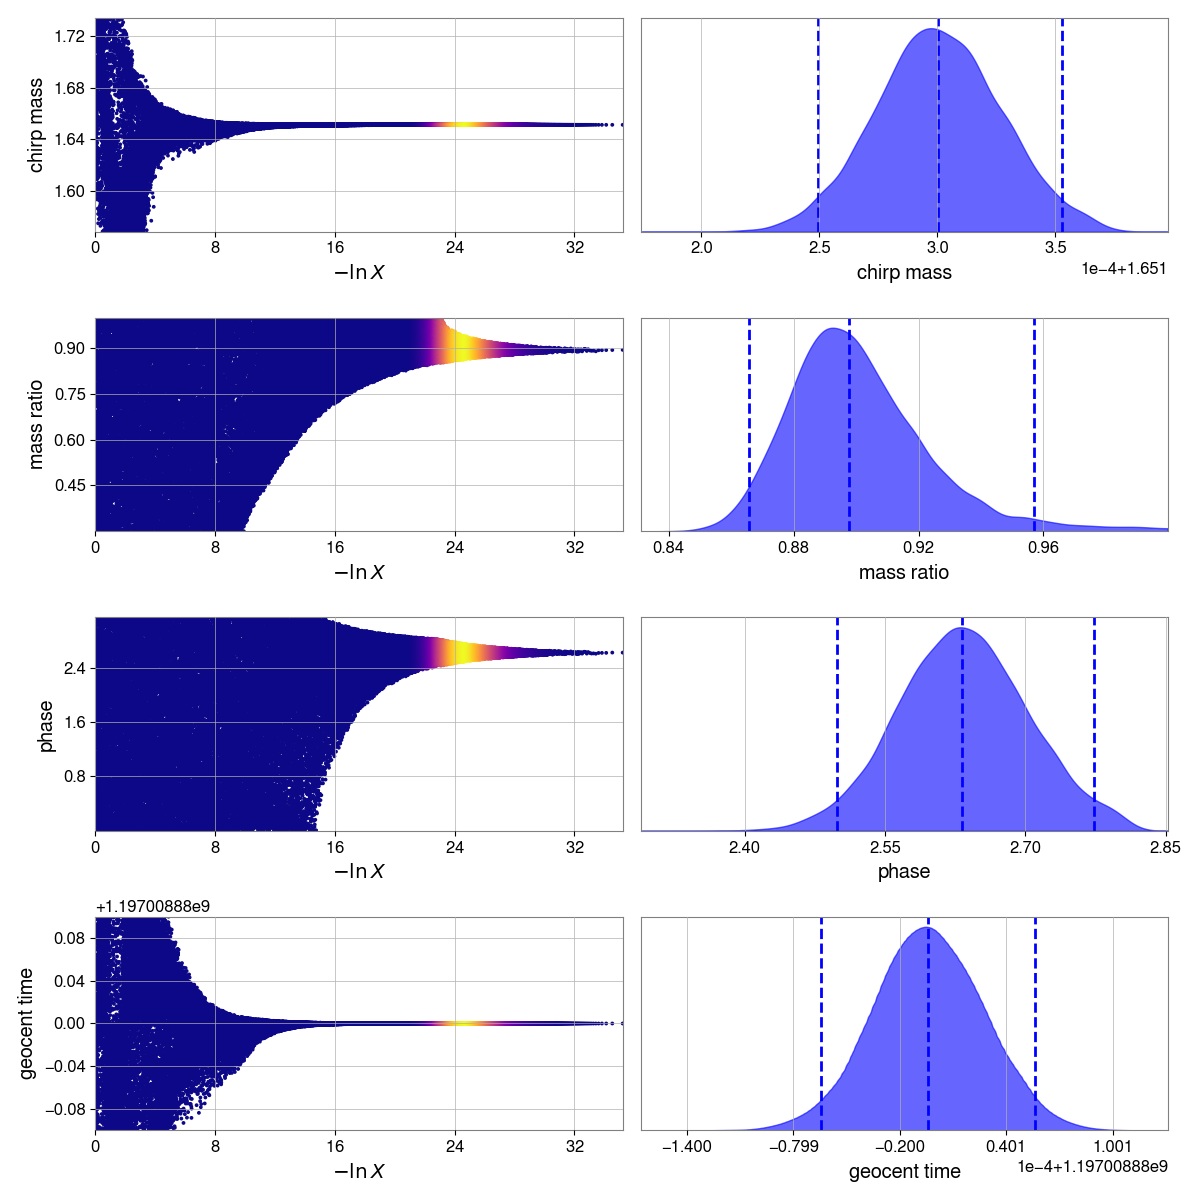 1.72
1.68
1.64
1.60
chirp mass
0 8 16 24 32
−ln X
2.0 2.5 3.0 3.5
1e−4+1.651
chirp mass
0.90
0.75
0.60
0.45
mass ratio
0 8 16 24 32
−ln X
0.84 0.88 0.92 0.96
mass ratio
2.4
1.6
0.8
phase
0 8 16 24 32
−ln X
2.40 2.55 2.70 2.85
phase
+1.19700888e9
0.08
0.04
0.00
−0.04
−0.08
geocent time
0 8 16 24 32
−ln X
−1.400 −0.799 −0.200 0.401 1.001
1e−4+1.19700888e9
geocent time